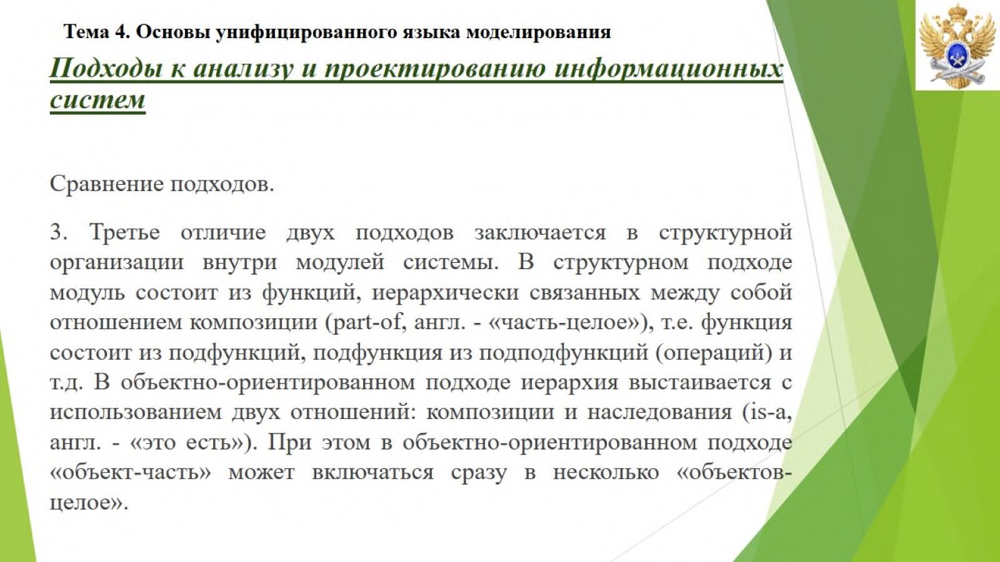 Тема 4. Основы унифицированного языка моделирования
Подходы к анализу и проектированию информационных
систем
Сравнение подходов.
3. Третье отличие двух подходов заключается в структурной
организации внутри модулей системы. В структурном подходе
модуль состоит из функций, иерархически связанных между собой
отношением композиции (part-of, англ. - «часть-целое»), т.е. функция
состоит из подфункций, подфункция из подподфункций (операций) и
т.д. В объектно-ориентированном подходе иерархия выстаивается с
использованием двух отношений: композиции и наследования (is-a,
англ. - «это есть»). При этом в объектно-ориентированном подходе
«объект-часть» может включаться сразу в несколько «объектов-
целое».